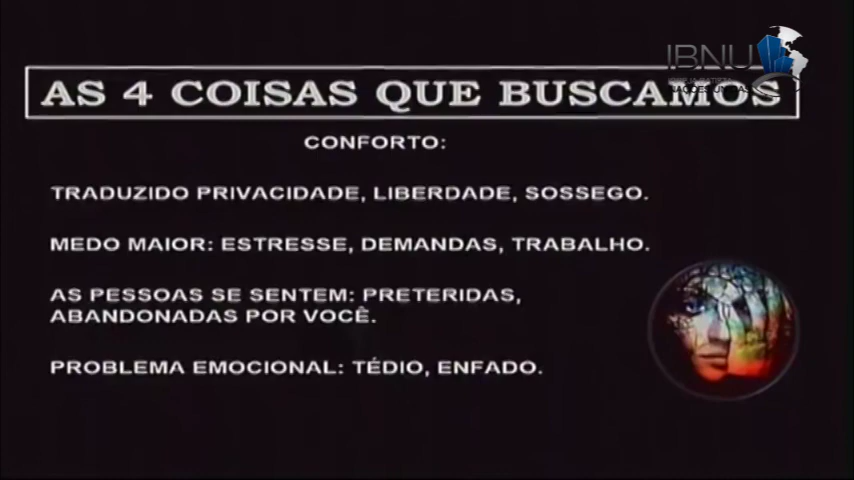 IBNU
AS 4 COISAS QUE BUSCAMOS
CONFORTO:
TRADUZIDO PRIVACIDADE, LIBERDADE, SOSSEGO.
MEDO MAIOR: ESTRESSE, DEMANDAS, TRABALHO.
AS PESSOAS SE SENTEM: PRETERIDAS,
ABANDONADAS POR VOCÊ.
PROBLEMA EMOCIONAL: TÉDIO, ENFADO.